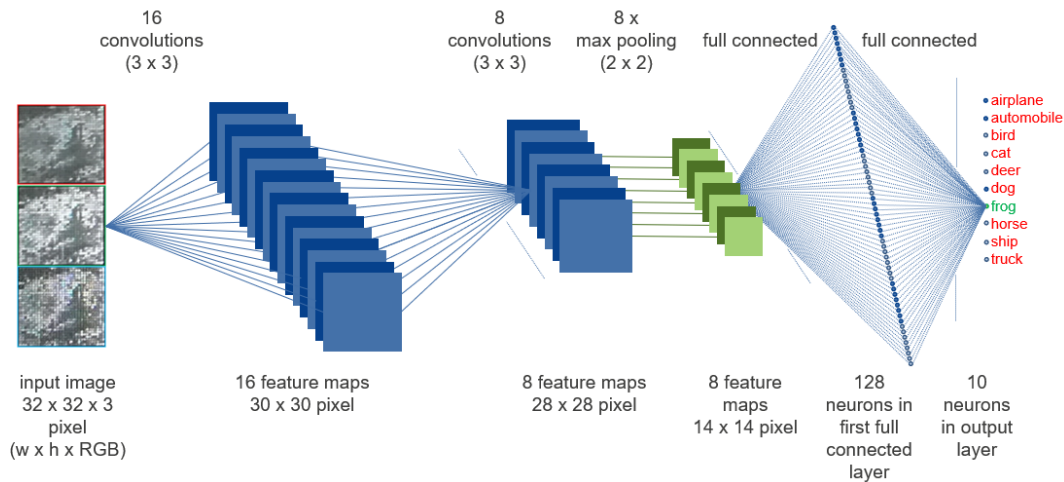 16
convolutions
(3 x 3)
8
convolutions
(3 x 3)
8 x
max pooling
(2 x 2)
full connected
full connected
airplane
automobile
bird
cat
deer
dog
frog
horse
ship
truck
input image
32 x 32 x 3
pixel
(w x h x RGB)
16 feature maps
30 x 30 pixel
8 feature maps
28 x 28 pixel
8 feature
maps
14 x 14 pixel
128
neurons in
first full
connected
layer
10
neurons
in output
layer